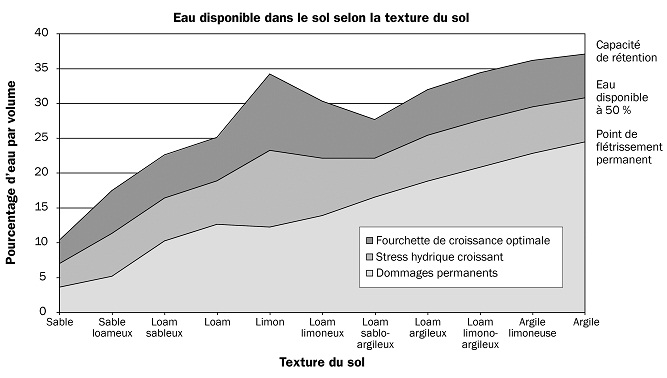 Eau disponible dans le sol selon la texture du sol
Pourcentage d'eau par volume
40
35
30
25
20
15
10
5
0
Capacité
de rétention
Eau
disponible
à 50 %
Point de
flétrissement
permanent
Fourchette de croissance optimale
Stress hydrique croissant
Dommages permanents
Sable
Sable
loameux
Loam
sableux
Loam
Limon
Loam
limoneux
Loam
sablo-
argileux
Loam
argileux
Loam
limono-
argileux
Argile
limoneuse
Argile
Texture du sol